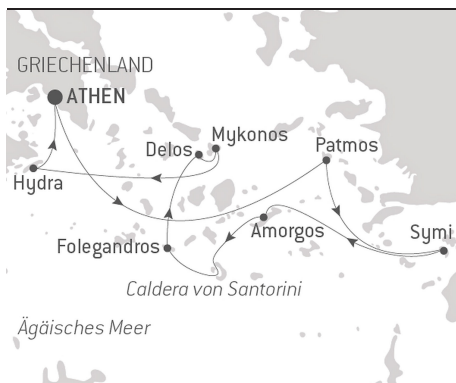 GRIECHENLAND
ATHEN
Mykonos
Delos
Patmos
Hydra
Amorgos
Symi
Folegandros
Caldera von Santorini
Ägäisches Meer